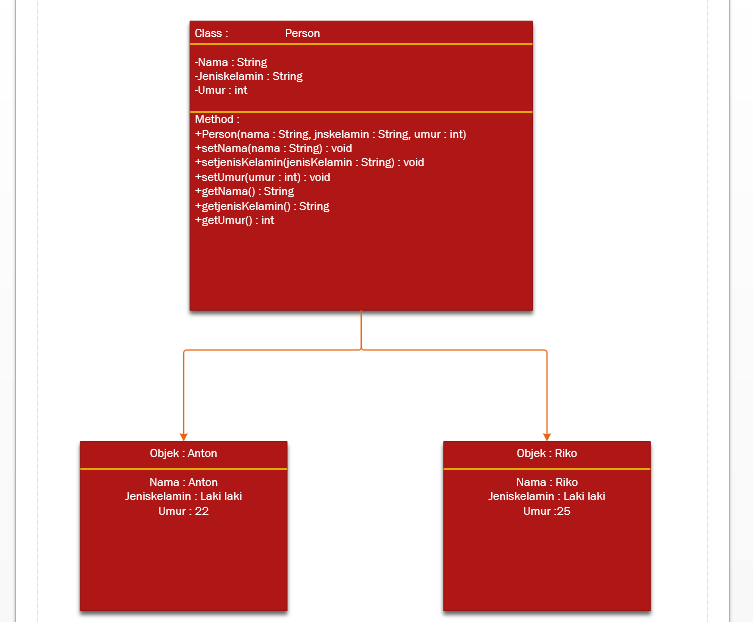 Class : Person
-Nama : String
-Jeniskelamin : String
-Umur : int
Method :
+Person(nama : String, jnskelamin : String, umur : int)
+setNama(nama : String) : void
+setjenisKelamin(jenisKelamin : String) : void
+setUmur(umur : int) : void
+getNama() : String
+getjenisKelamin() : String
+getUmur() : int
Objek : Anton
Nama : Anton
Jeniskelamin : Laki laki
Umur : 22
Objek : Riko
Nama : Riko
Jeniskelamin : Laki laki
Umur :25